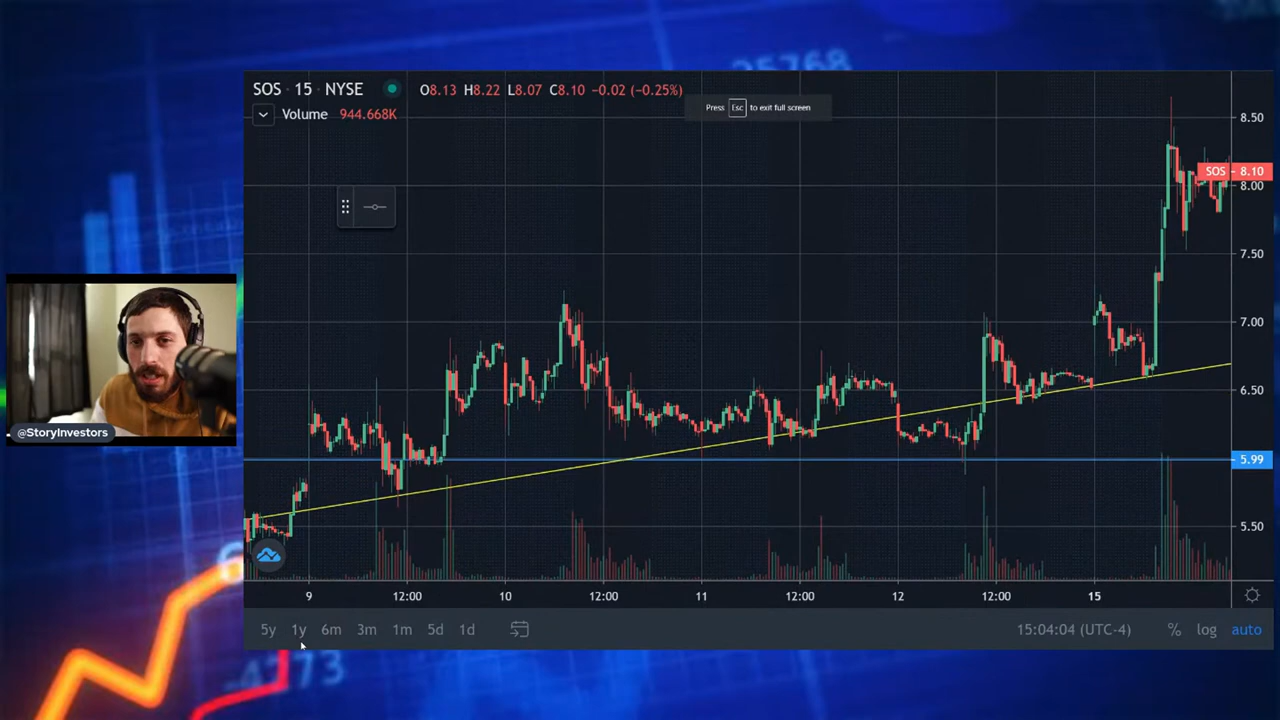 25768
SOS · 15 · NYSE O8.13 H8.22 L8.07 C8.10 −0.02 (−0.25%)
Volume 944.668K
Press Esc to exit full screen
8.50
SOS 8.10
8.00
7.50
7.00
6.50
5.99
5.50
@StoryInvestors
9 12:00 10 12:00 11 12:00 12 12:00 15
5y 1y 6m 3m 1m 5d 1d 15:04:04 (UTC-4) % log auto
-4773